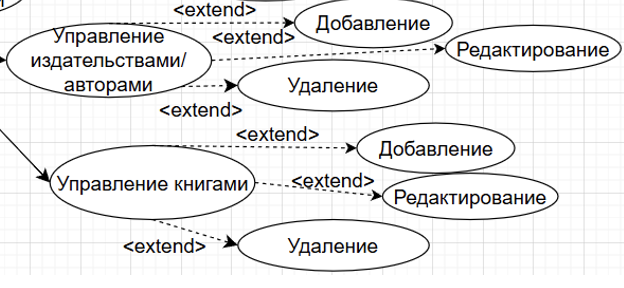 <extend>
Добавление
Управление
издательствами/
авторами
<extend>
Редактирование
Удаление
<extend>
<extend>
Добавление
Управление книгами
<extend>
Редактирование
<extend>
Удаление